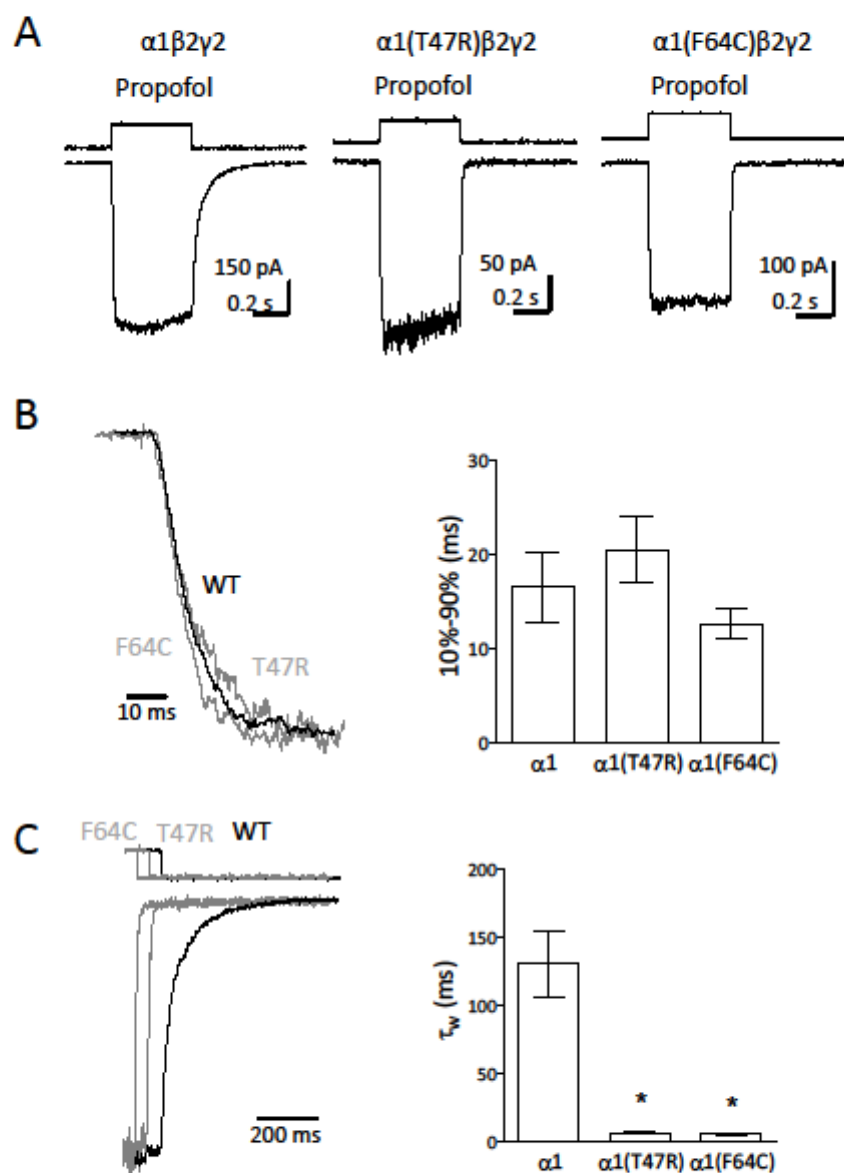 A
α1β2γ2 α1(T47R)β2γ2 α1(F64C)β2γ2
Propofol Propofol Propofol
150 pA 50 pA 100 pA
0.2 s 0.2 s 0.2 s
B
WT
F64C T47R
10 ms
10%-90% (ms)
30
20
10
0
α1 α1(T47R) α1(F64C)
C
F64C T47R WT
200 ms
τw (ms)
200
150
100
50
0
* *
α1 α1(T47R) α1(F64C)